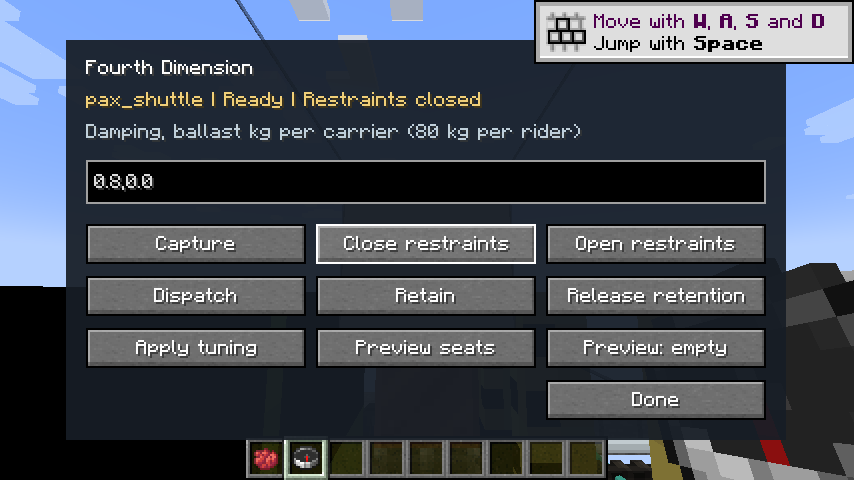 Move with W, A, S and D
Jump with Space
Fourth Dimension
pax_shuttle | Ready | Restraints closed
Damping, ballast kg per carrier (80 kg per rider)
0.8,0.0
Capture
Close restraints
Open restraints
Dispatch
Retain
Release retention
Apply tuning
Preview seats
Preview: empty
Done